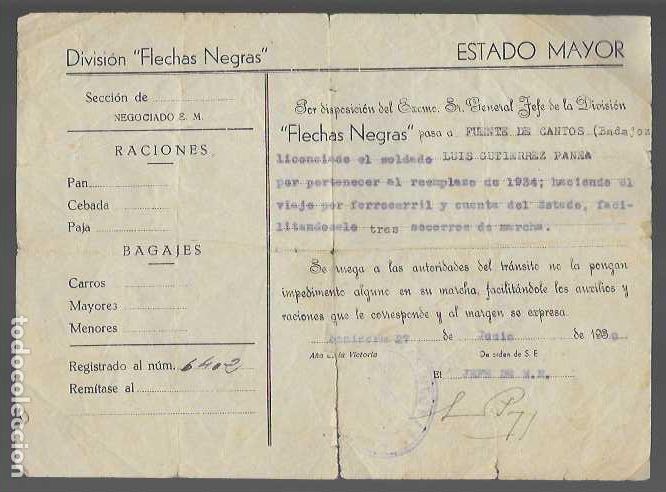 División "Flechas Negras"
ESTADO MAYOR
Sección de
NEGOCIADO E. M.
RACIONES
Pan
Cebada
Paja
BAGAJES
Carros
Mayores
Menores
Registrado al núm. 6402
Remítase al
Por disposición del Excmo. Sr. General Jefe de la División
"Flechas Negras" pasa a FUENTE DE CANTOS (Badajoz
licenciado el soldado LUIS GUTIERREZ PANEA
por pertenecer al reemplazo de 1934; haciendo el
viaje por ferrocarril y cuenta del Estado, faci-
litandosele tres socorros de marcha.
Se ruega a las autoridades del tránsito no la pongan
impedimento alguno en su marcha, facilitándole los auxilios y
raciones que le corresponde y al margen se expresa.
27 de Junio de 193
Año de la Victoria
De orden de S. E
El JEFE DE E.M.
todocoleccion